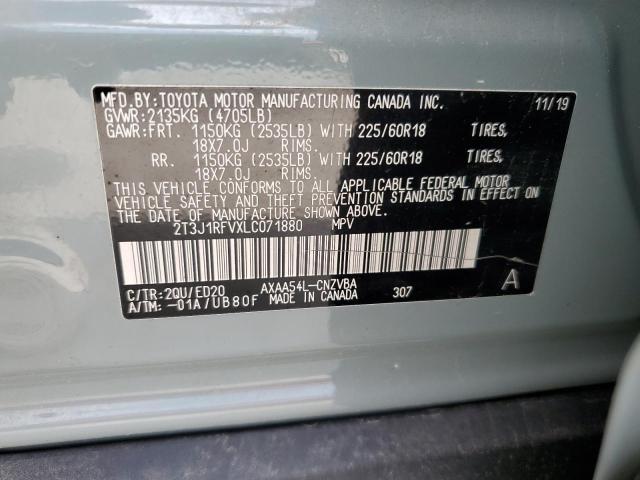 MFD.BY:TOYOTA MOTOR MANUFACTURING CANADA INC. 11/19
GVWR:2135KG (4705LB)
GAWR:FRT. 1150KG (2535LB) WITH 225/60R18 TIRES,
18X7.0J RIMS.
RR. 1150KG (2535LB) WITH 225/60R18 TIRES,
18X7.0J RIMS.
THIS VEHICLE CONFORMS TO ALL APPLICABLE FEDERAL MOTOR
VEHICLE SAFETY AND THEFT PREVENTION STANDARDS IN EFFECT ON
THE DATE OF MANUFACTURE SHOWN ABOVE.
2T3J1RFVXLC071880 MPV
C/TR:2QU/ED20 AXAA54L-CNZVBA A
A/TM:-01A/UB80F MADE IN CANADA 307